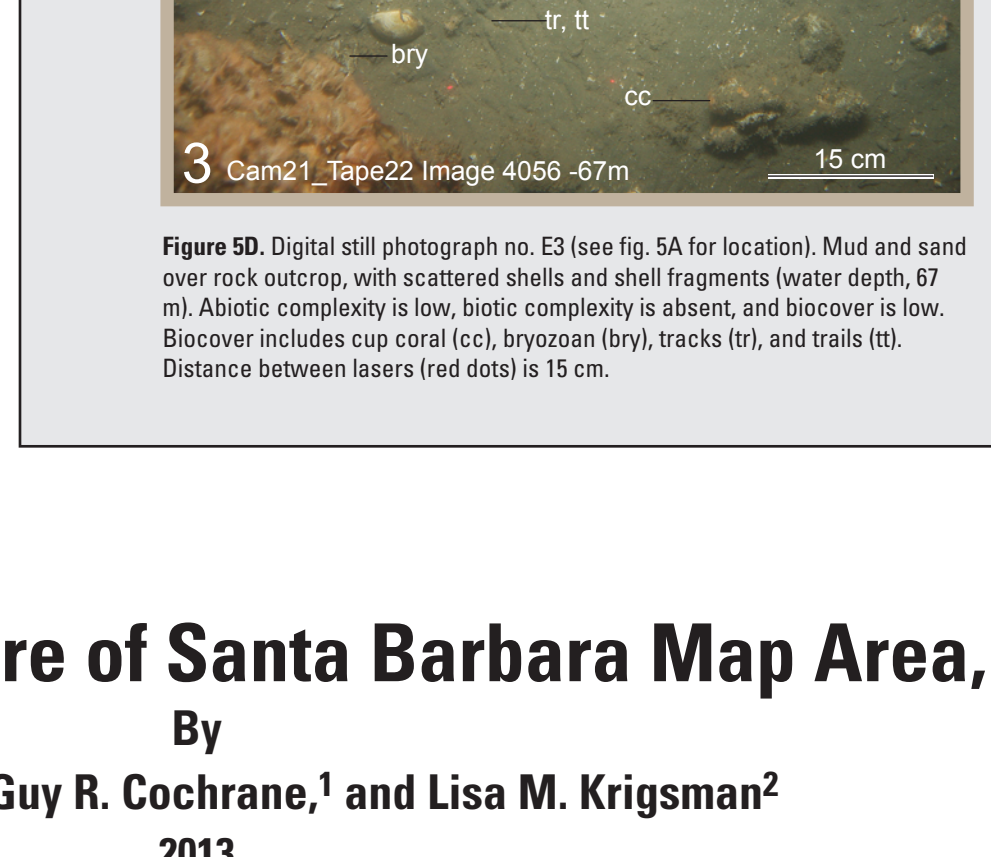 tr, tt
bry
cc
15 cm
3 Cam21_Tape22 Image 4056 -67m
Figure 5D. Digital still photograph no. E3 (see fig. 5A for location). Mud and sand
over rock outcrop, with scattered shells and shell fragments (water depth, 67
m). Abiotic complexity is low, biotic complexity is absent, and biocover is low.
Biocover includes cup coral (cc), bryozoan (bry), tracks (tr), and trails (tt).
Distance between lasers (red dots) is 15 cm.
re of Santa Barbara Map Area,
By
Guy R. Cochrane,1 and Lisa M. Krigsman2
2013